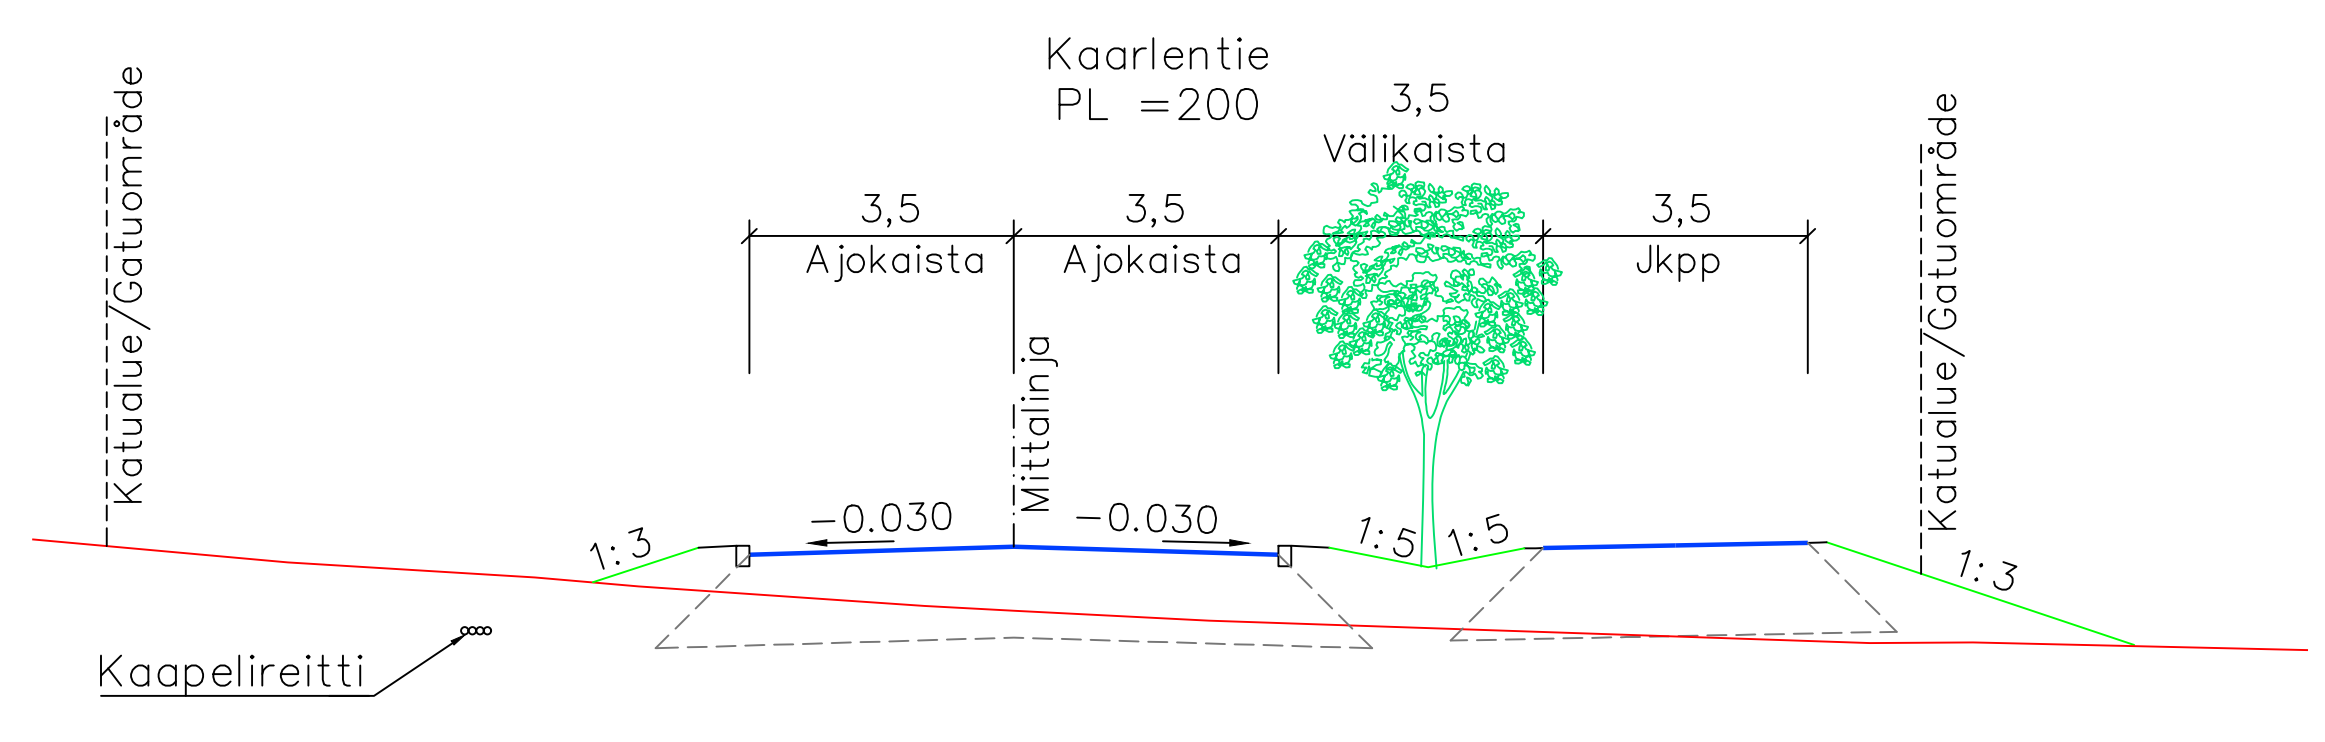 Kaarlentie
PL =200
3,5
Välikaista
3,5
Ajokaista
3,5
Ajokaista
3,5
Jkpp
Katualue/Gatuområde
Katualue/Gatuområde
Mittalinja
1:3
-0.030
-0.030
1:5
1:5
1:3
Kaapelireitti